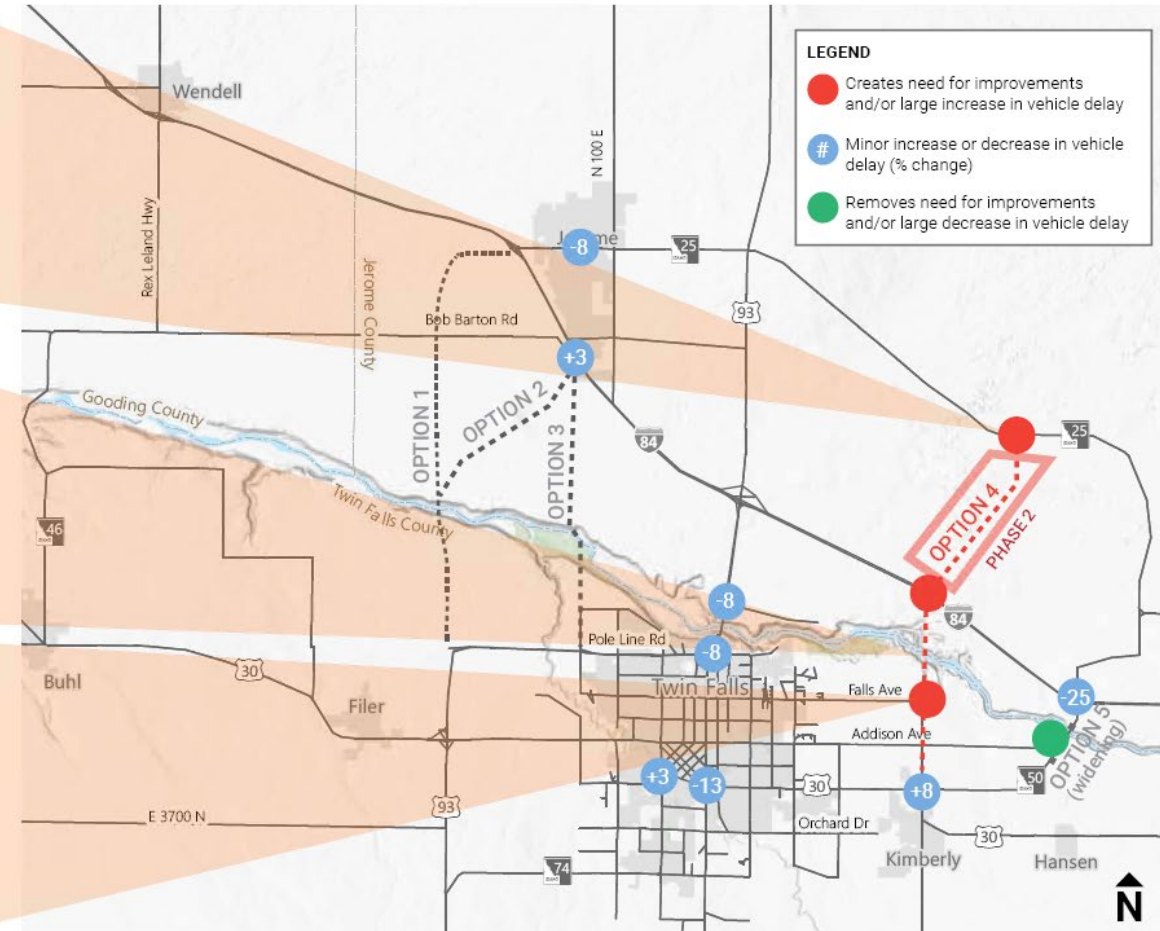 LEGEND
Creates need for improvements
and/or large increase in vehicle delay
#
Minor increase or decrease in vehicle
delay (% change)
Removes need for improvements
and/or large decrease in vehicle delay
Wendell
N 100 E
Rex Leland Hwy
Jerome County
-8
25
93
Bob Barton Rd
+3
OPTION 1
OPTION 2
OPTION 3
84
25
Gooding County
Twin Falls County
OPTION 4
PHASE 2
46
-8
84
Pole Line Rd
-8
30
Buhl
Filer
Twin Falls
Falls Ave
-25
Addison Ave
OPTION 5
(widening)
+3
-13
30
+8
50
93
E 3700 N
Orchard Dr
30
Kimberly
Hansen
74
N